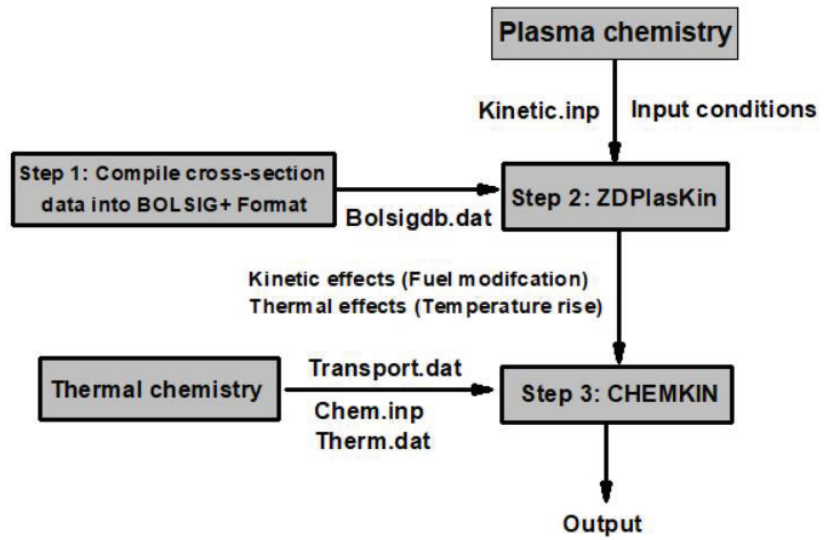 Plasma chemistry
Kinetic.inp
Input conditions
Step 1: Compile cross-section
data into BOLSIG+ Format
Bolsigdb.dat
Step 2: ZDPlasKin
Kinetic effects (Fuel modifcation)
Thermal effects (Temperature rise)
Thermal chemistry
Transport.dat
Chem.inp
Therm.dat
Step 3: CHEMKIN
Output